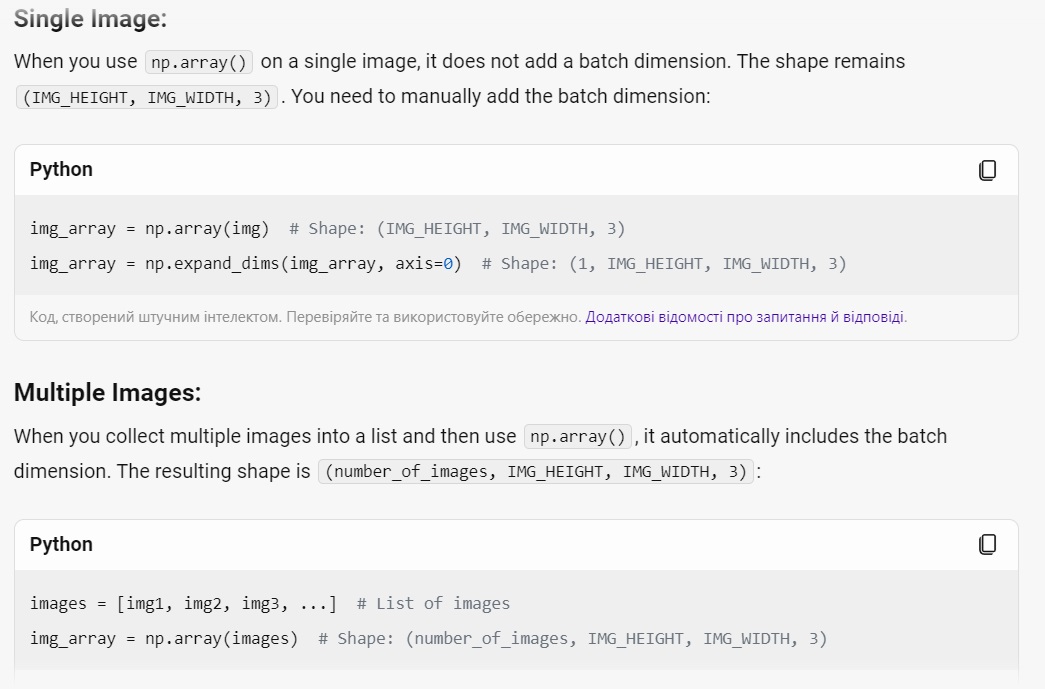 Single Image:
When you use np.array() on a single image, it does not add a batch dimension. The shape remains
(IMG_HEIGHT, IMG_WIDTH, 3). You need to manually add the batch dimension:
Python
img_array = np.array(img)  # Shape: (IMG_HEIGHT, IMG_WIDTH, 3)
img_array = np.expand_dims(img_array, axis=0)  # Shape: (1, IMG_HEIGHT, IMG_WIDTH, 3)
Код, створений штучним інтелектом. Перевіряйте та використовуйте обережно. Додаткові відомості про запитання й відповіді.
Multiple Images:
When you collect multiple images into a list and then use np.array(), it automatically includes the batch
dimension. The resulting shape is (number_of_images, IMG_HEIGHT, IMG_WIDTH, 3):
Python
images = [img1, img2, img3, ...]  # List of images
img_array = np.array(images)  # Shape: (number_of_images, IMG_HEIGHT, IMG_WIDTH, 3)